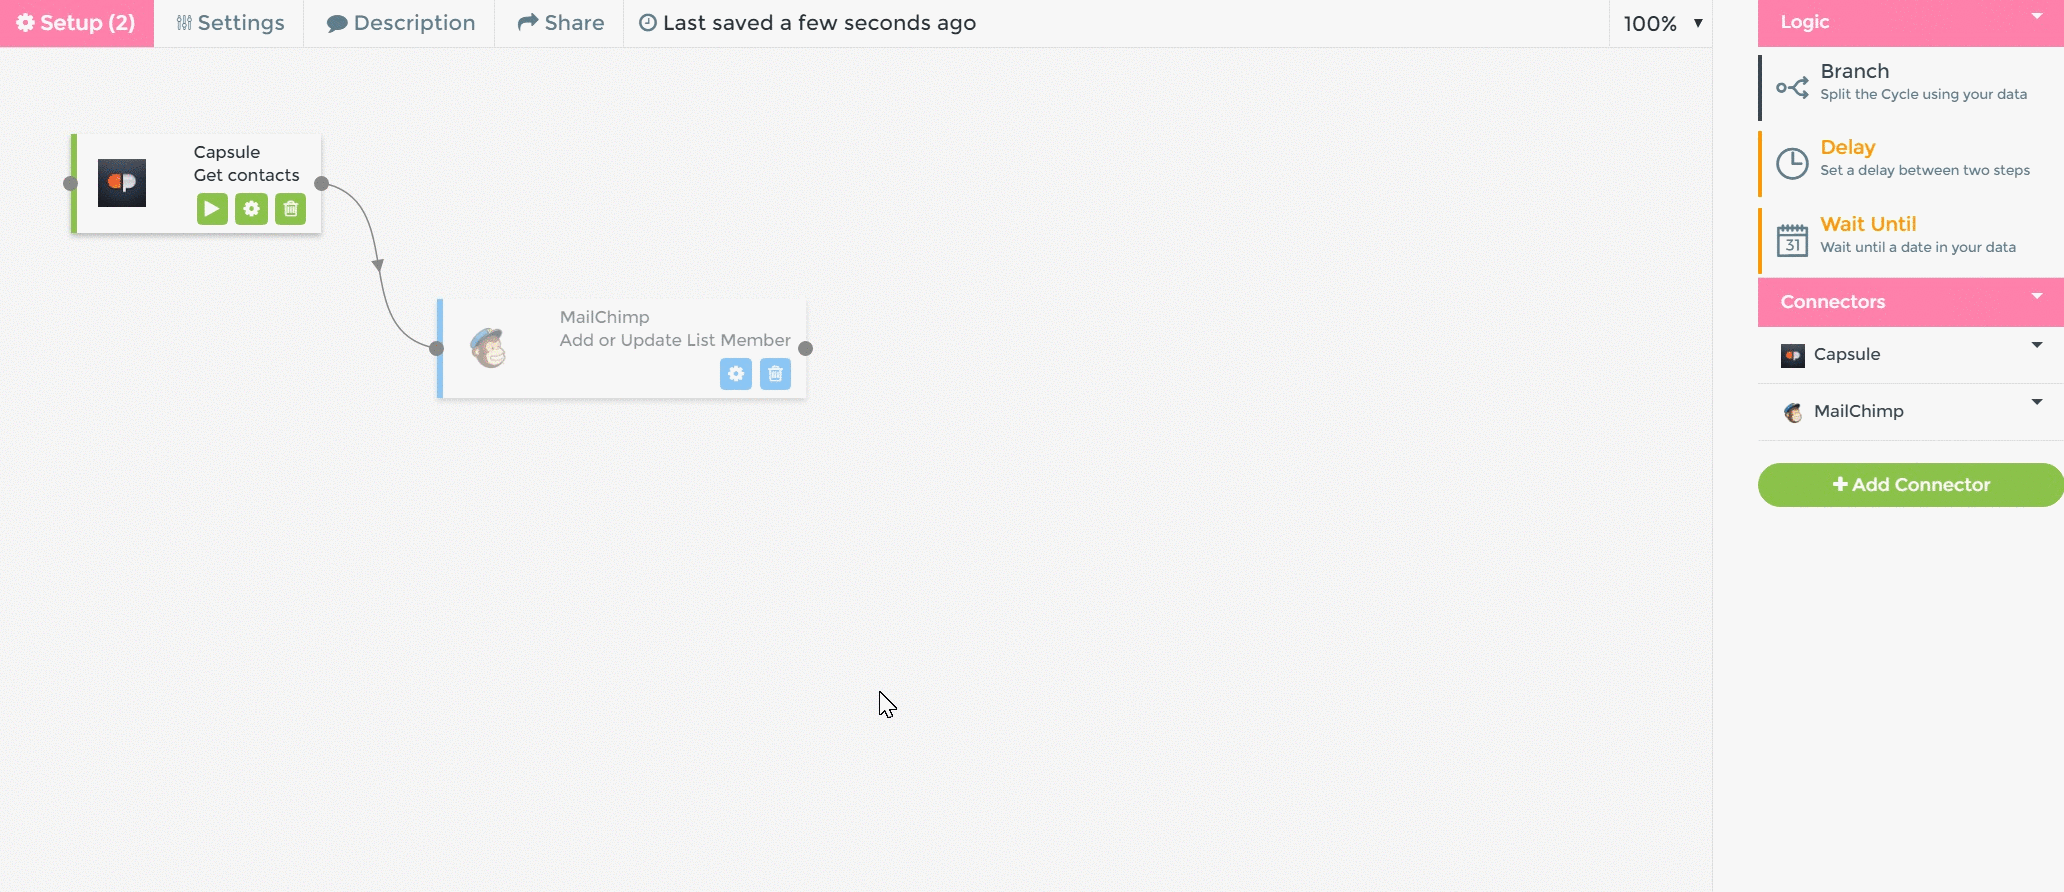 Setup (2) Settings Description Share Last saved a few seconds ago 100%
Capsule
Get contacts
MailChimp
Add or Update List Member
Logic
Branch
Split the Cycle using your data
Delay
Set a delay between two steps
Wait Until
31
Wait until a date in your data
Connectors
Capsule
MailChimp
+ Add Connector